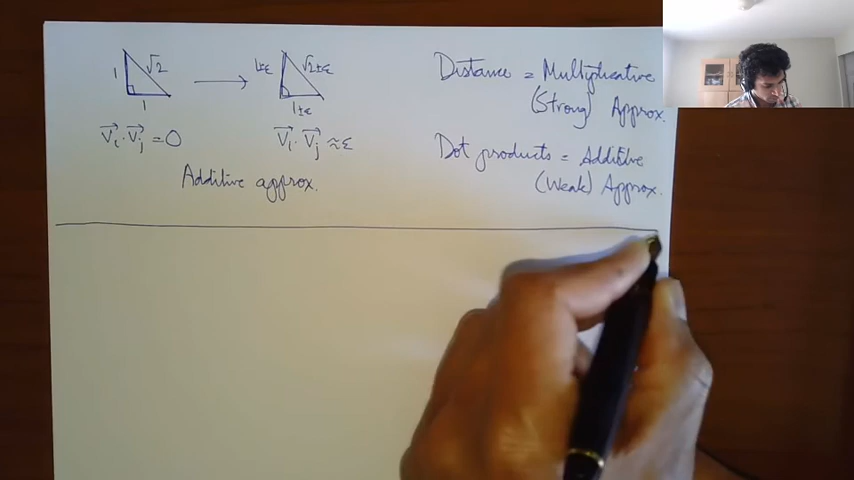 1 √2 1
1±ε √2±ε 1±ε
V⃗i · V⃗j = 0
V⃗i · V⃗j ≈ ε
Additive approx.
Distance = Multiplicative
(Strong) Approx.
Dot products = Additive
(Weak) Approx.